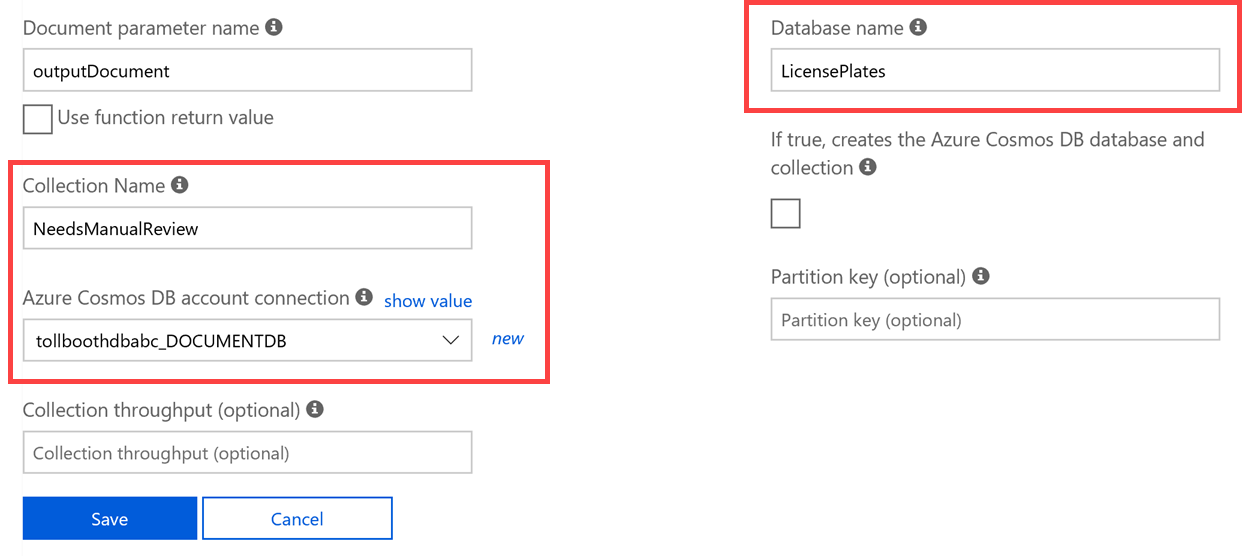 Document parameter name
outputDocument
Use function return value
Collection Name
NeedsManualReview
Azure Cosmos DB account connection show value
tollboothdbabc_DOCUMENTDB
new
Collection throughput (optional)
Collection throughput (optional)
Save
Cancel
Database name
LicensePlates
If true, creates the Azure Cosmos DB database and
collection
Partition key (optional)
Partition key (optional)